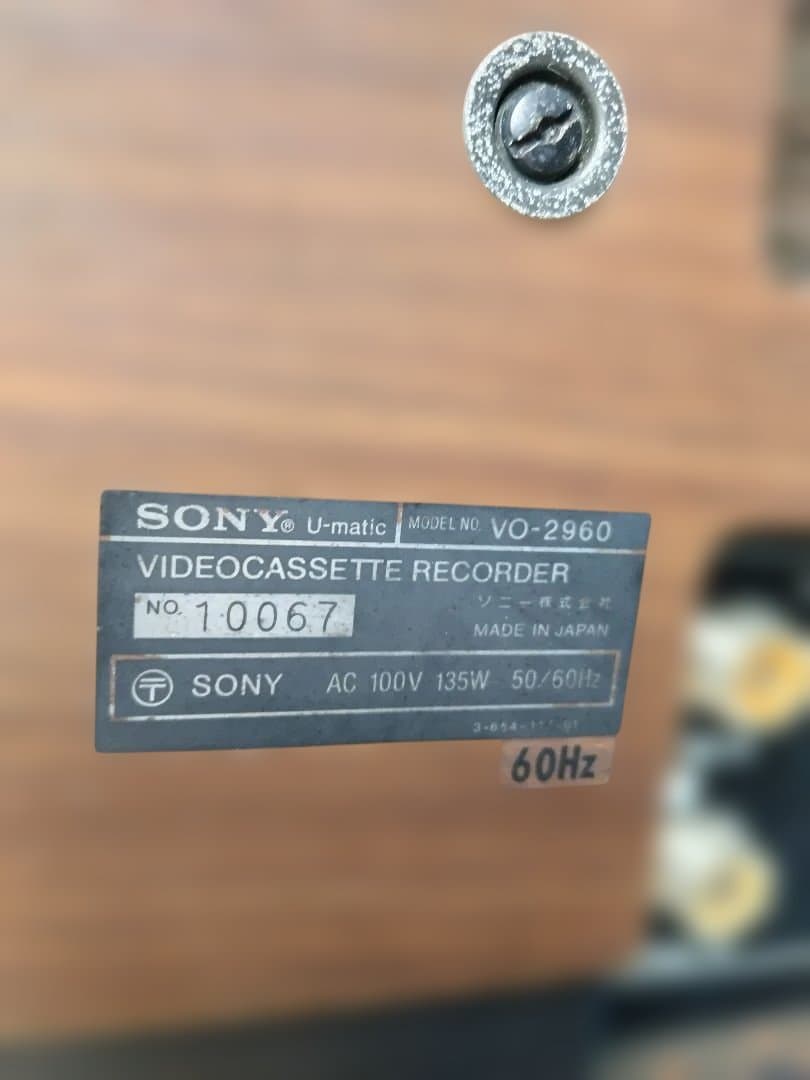 SONY® U-matic MODEL NO. VO-2960
VIDEOCASSETTE RECORDER
NO. 10067
ソニー株式会社
MADE IN JAPAN
〒 SONY AC 100V 135W 50/60Hz
60Hz